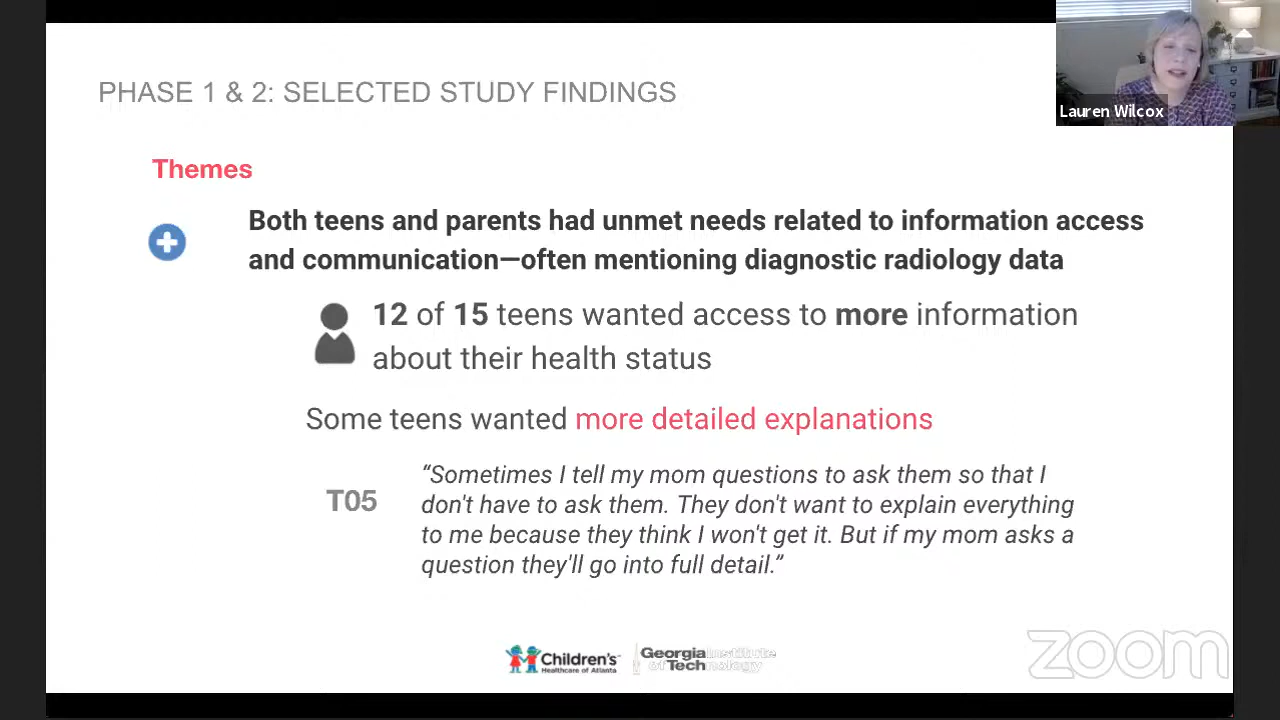 PHASE 1 & 2: SELECTED STUDY FINDINGS
Lauren Wilcox
Themes
Both teens and parents had unmet needs related to information access
and communication—often mentioning diagnostic radiology data
12 of 15 teens wanted access to more information
about their health status
Some teens wanted more detailed explanations
T05
“Sometimes I tell my mom questions to ask them so that I
don't have to ask them. They don't want to explain everything
to me because they think I won't get it. But if my mom asks a
question they'll go into full detail.”
Children's
Healthcare of Atlanta
Georgia Institute
of Technology
zoom